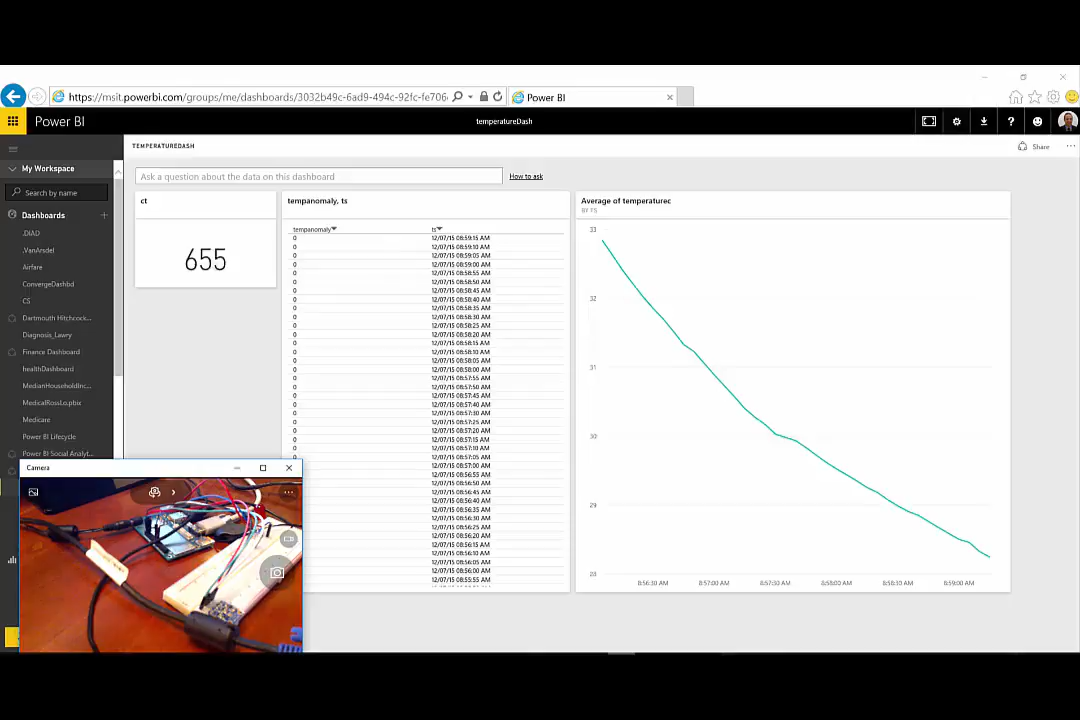 https://msit.powerbi.com/groups/me/dashboards/3032b49c-6ad9-494c-92fc-fe706
Power BI
Power BI
temperatureDash
TEMPERATUREDASH
Share
My Workspace
Search by name
Dashboards
.DIAD
.VanArsdel
Airfare
ConvergeDashbd
CS
Dartmouth Hitchcock...
Diagnosis_Lawry
Finance Dashboard
healthDashboard
MedianHouseholdInc...
MedicalRossLo.pbix
Medicare
Power BI Lifecycle
Power BI Social Analyt...
Ask a question about the data on this dashboard
How to ask
ct
655
tempanomaly, ts
tempanomaly ts
0 12/07/15 08:59:15 AM
0 12/07/15 08:59:10 AM
0 12/07/15 08:59:05 AM
0 12/07/15 08:59:00 AM
0 12/07/15 08:58:55 AM
0 12/07/15 08:58:50 AM
0 12/07/15 08:58:45 AM
0 12/07/15 08:58:40 AM
0 12/07/15 08:58:35 AM
0 12/07/15 08:58:30 AM
0 12/07/15 08:58:25 AM
0 12/07/15 08:58:20 AM
0 12/07/15 08:58:15 AM
0 12/07/15 08:58:10 AM
0 12/07/15 08:58:05 AM
0 12/07/15 08:58:00 AM
0 12/07/15 08:57:55 AM
0 12/07/15 08:57:50 AM
0 12/07/15 08:57:45 AM
0 12/07/15 08:57:40 AM
0 12/07/15 08:57:30 AM
0 12/07/15 08:57:25 AM
0 12/07/15 08:57:20 AM
0 12/07/15 08:57:15 AM
0 12/07/15 08:57:10 AM
0 12/07/15 08:57:05 AM
0 12/07/15 08:57:00 AM
12/07/15 08:56:55 AM
12/07/15 08:56:50 AM
12/07/15 08:56:45 AM
12/07/15 08:56:40 AM
12/07/15 08:56:35 AM
12/07/15 08:56:30 AM
12/07/15 08:56:25 AM
12/07/15 08:56:20 AM
12/07/15 08:56:15 AM
12/07/15 08:56:10 AM
12/07/15 08:56:05 AM
12/07/15 08:56:00 AM
12/07/15 08:55:55 AM
Average of temperaturec
BY TS
33
32
31
30
29
28
8:56:30 AM 8:57:00 AM 8:57:30 AM 8:58:00 AM 8:58:30 AM 8:59:00 AM
Camera